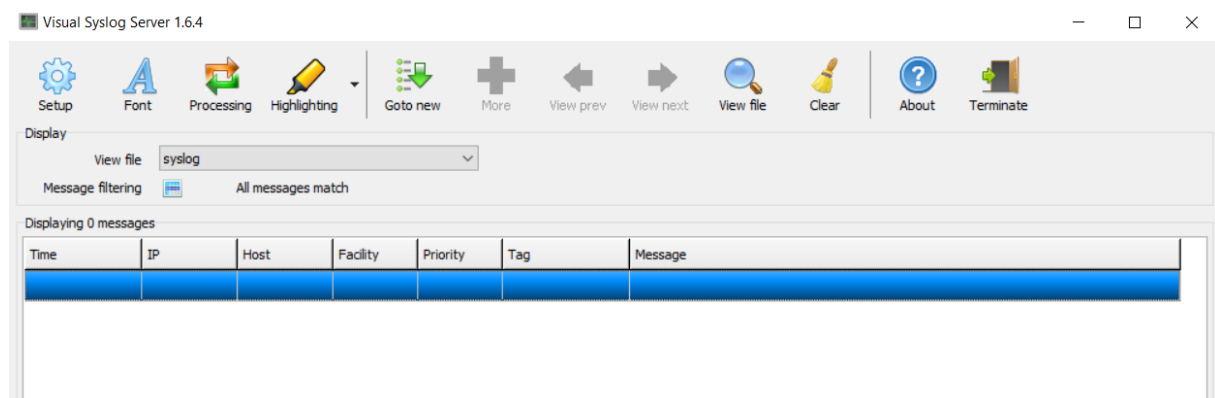 Visual Syslog Server 1.6.4
Setup Font Processing Highlighting Goto new More View prev View next View file Clear About Terminate
Display
View file syslog
Message filtering All messages match
Displaying 0 messages
Time IP Host Facility Priority Tag Message